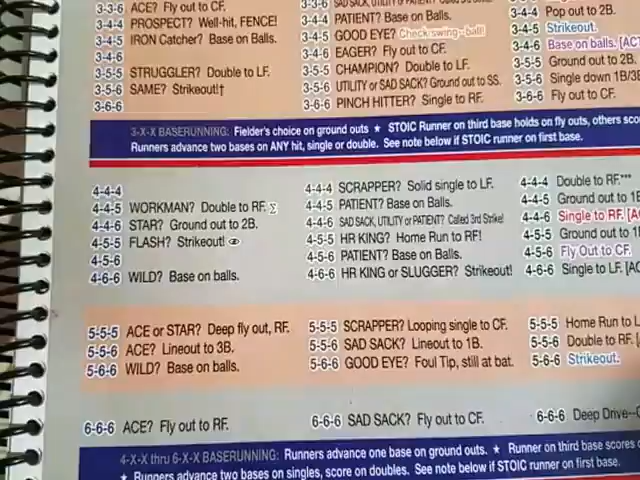 3-3-6 ACE? Fly out to CF.
3-4-4 PROSPECT? Well-hit, FENCE!
3-4-5 IRON Catcher? Base on Balls.
3-4-6
3-5-5 STRUGGLER? Double to LF.
3-5-6 SAME? Strikeout!†
3-6-6
3-3-6
3-4-4 PATIENT? Base on Balls.
3-4-5 GOOD EYE? Check swing--ball!
3-4-6 EAGER? Fly out to CF.
3-5-5 CHAMPION? Double to LF.
3-5-6 UTILITY or SAD SACK? Ground out to SS.
3-6-6 PINCH HITTER? Single to RF.
3-4-4 Pop out to 2B.
3-4-5 Strikeout.
3-4-6 Base on balls. [ACT
3-5-5 Ground out to 2B.
3-5-6 Single down 1B/3B
3-6-6 Fly out to CF.
3-X-X BASERUNNING: Fielder's choice on ground outs ★ STOIC Runner on third base holds on fly outs, others sco
Runners advance two bases on ANY hit, single or double. See note below if STOIC runner on first base.
4-4-4
4-4-5 WORKMAN? Double to RF. Σ
4-4-6 STAR? Ground out to 2B.
4-5-5 FLASH? Strikeout!
4-5-6
4-6-6 WILD? Base on balls.
4-4-4 SCRAPPER? Solid single to LF.
4-4-5 PATIENT? Base on Balls.
4-4-6 SAD SACK, UTILITY or PATIENT? Called 3rd Strike!
4-5-5 HR KING? Home Run to RF!
4-5-6 PATIENT? Base on Balls.
4-6-6 HR KING or SLUGGER? Strikeout!
4-4-4 Double to RF.***
4-4-5 Ground out to 1B
4-4-6 Single to RF. [A
4-5-5 Ground out to 1
4-5-6 Fly Out to CF.
4-6-6 Single to LF. [AC
5-5-5 ACE or STAR? Deep fly out, RF.
5-5-6 ACE? Lineout to 3B.
5-6-6 WILD? Base on balls.
5-5-5 SCRAPPER? Looping single to CF.
5-5-6 SAD SACK? Lineout to 1B.
5-6-6 GOOD EYE? Foul Tip, still at bat.
5-5-5 Home Run to L
5-5-6 Double to RF. [
5-6-6 Strikeout.
6-6-6 ACE? Fly out to RF.
6-6-6 SAD SACK? Fly out to CF.
6-6-6 Deep Drive--
4-X-X thru 6-X-X BASERUNNING: Runners advance one base on ground outs. ★ Runner on third base scores
★ Runners advance two bases on singles, score on doubles. See note below if STOIC runner on first base.